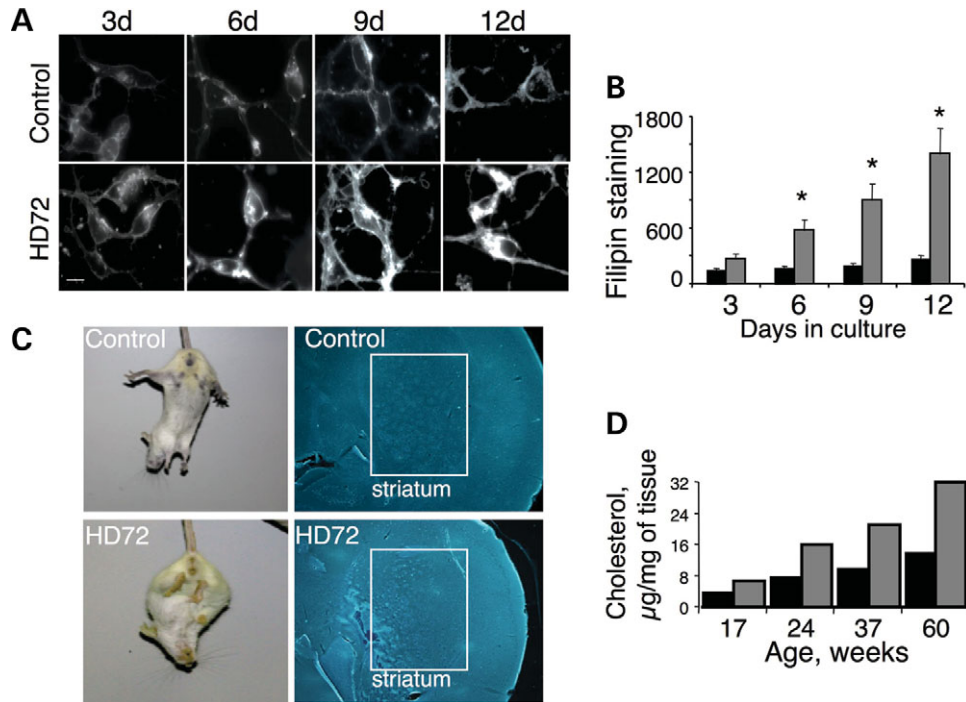 A
3d 6d 9d 12d
Control
HD72
B
Filipin staining
1800
1200
600
0
* * *
3 6 9 12
Days in culture
C
Control
Control
striatum
HD72
HD72
striatum
D
Cholesterol,
µg/mg of tissue
32
24
16
8
0
17 24 37 60
Age, weeks